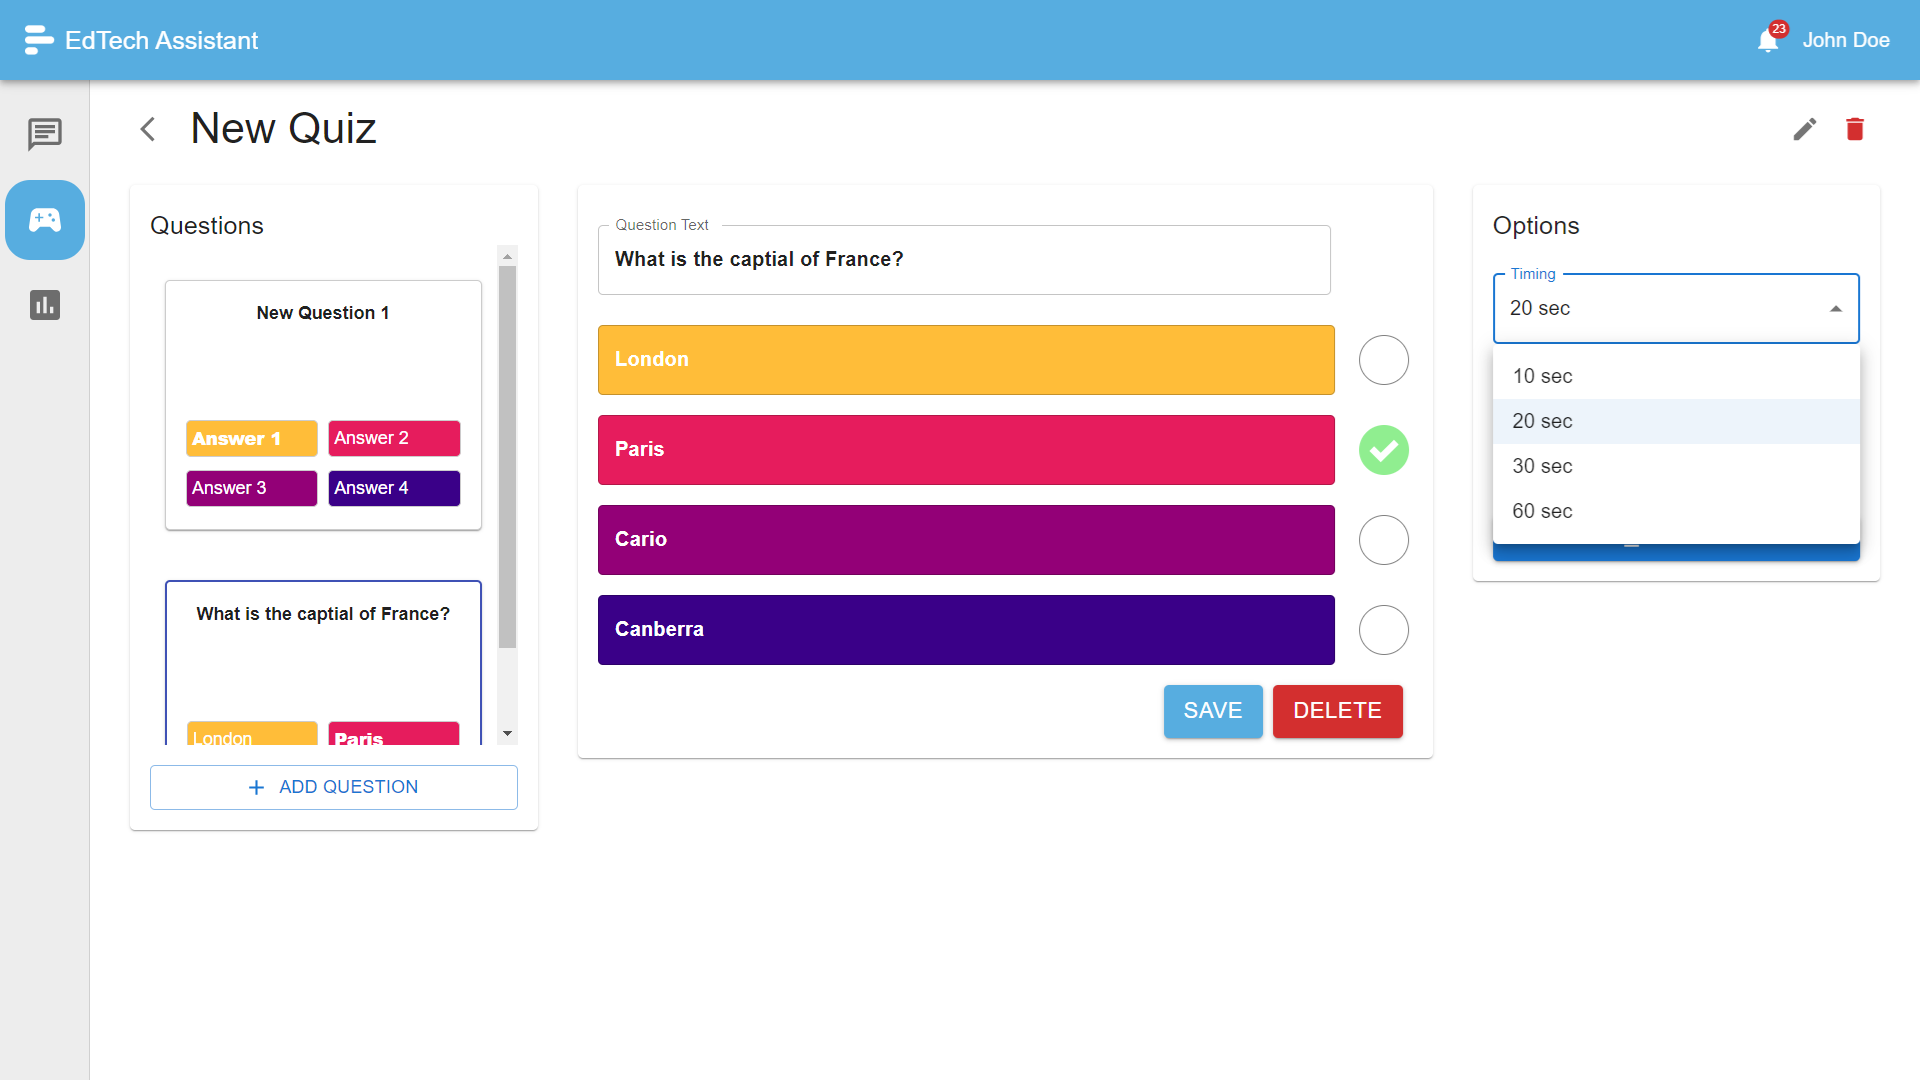 EdTech Assistant
23
John Doe
New Quiz
Questions
New Question 1
Answer 1
Answer 2
Answer 3
Answer 4
What is the captial of France?
London
Paris
ADD QUESTION
Question Text
What is the captial of France?
London
Paris
Cario
Canberra
SAVE
DELETE
Options
Timing
20 sec
10 sec
20 sec
30 sec
60 sec